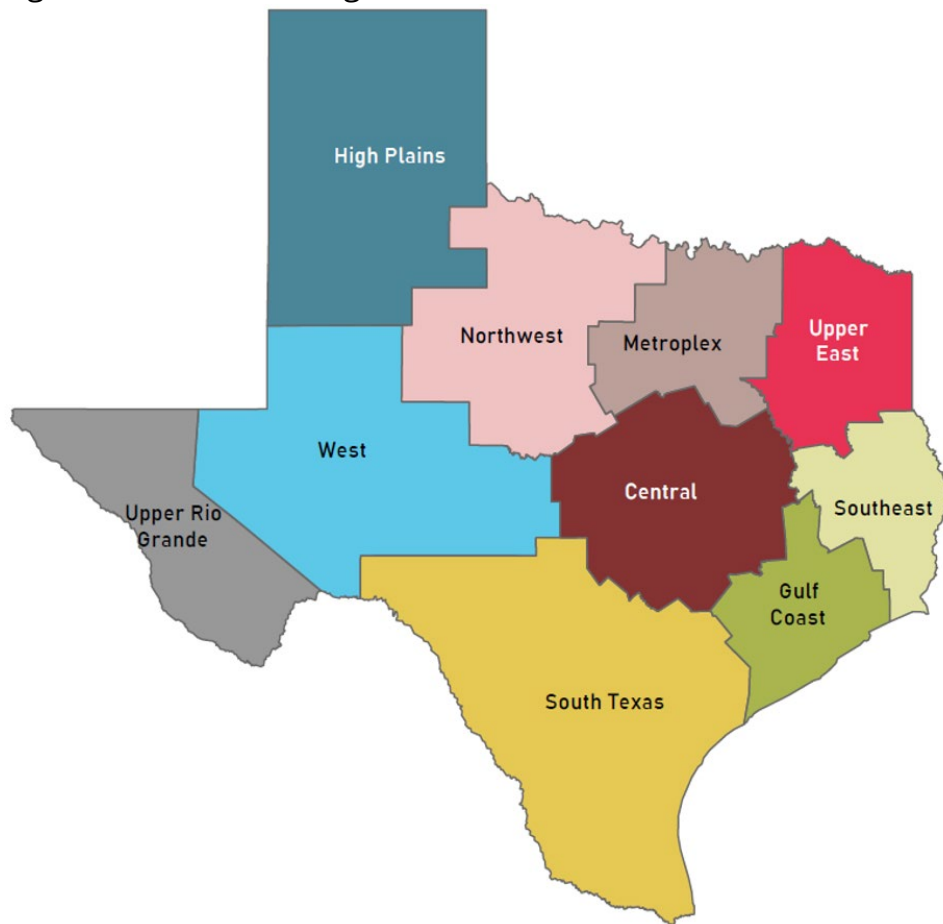 High Plains
Northwest
Metroplex
Upper
East
West
Central
Southeast
Upper Rio
Grande
Gulf
Coast
South Texas